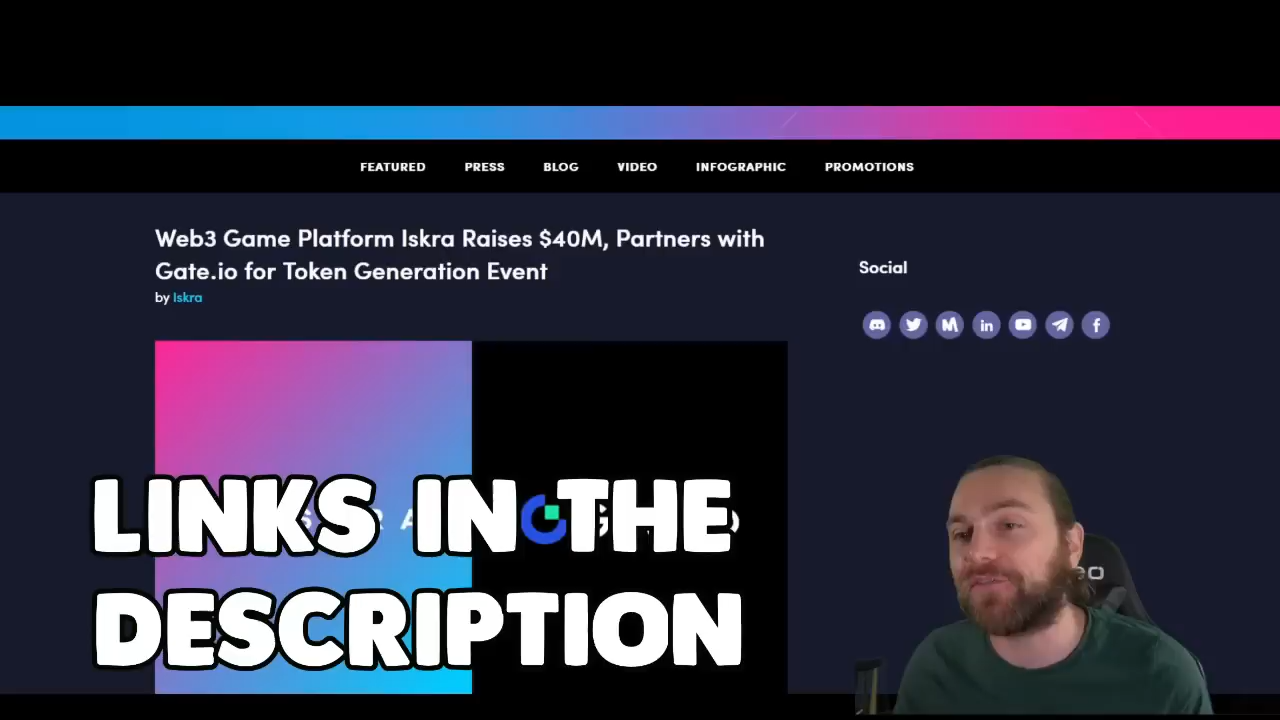 FEATURED PRESS BLOG VIDEO INFOGRAPHIC PROMOTIONS
Web3 Game Platform Iskra Raises $40M, Partners with
Gate.io for Token Generation Event
by Iskra
Social
LINKS IN THE
DESCRIPTION